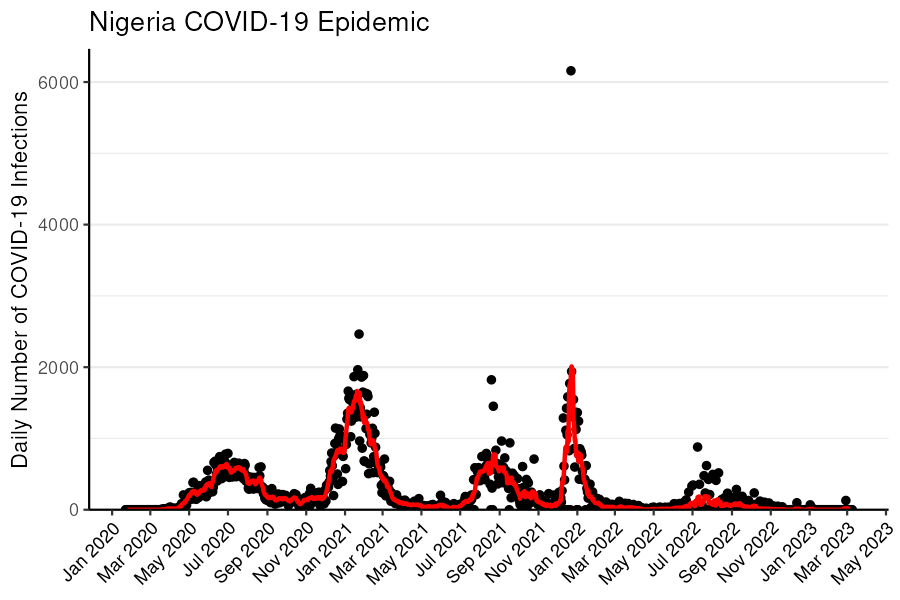 Nigeria COVID-19 Epidemic
Daily Number of COVID-19 Infections
6000
4000
2000
0
Jan 2020
Mar 2020
May 2020
Jul 2020
Sep 2020
Nov 2020
Jan 2021
Mar 2021
May 2021
Jul 2021
Sep 2021
Nov 2021
Jan 2022
Mar 2022
May 2022
Jul 2022
Sep 2022
Nov 2022
Jan 2023
Mar 2023
May 2023